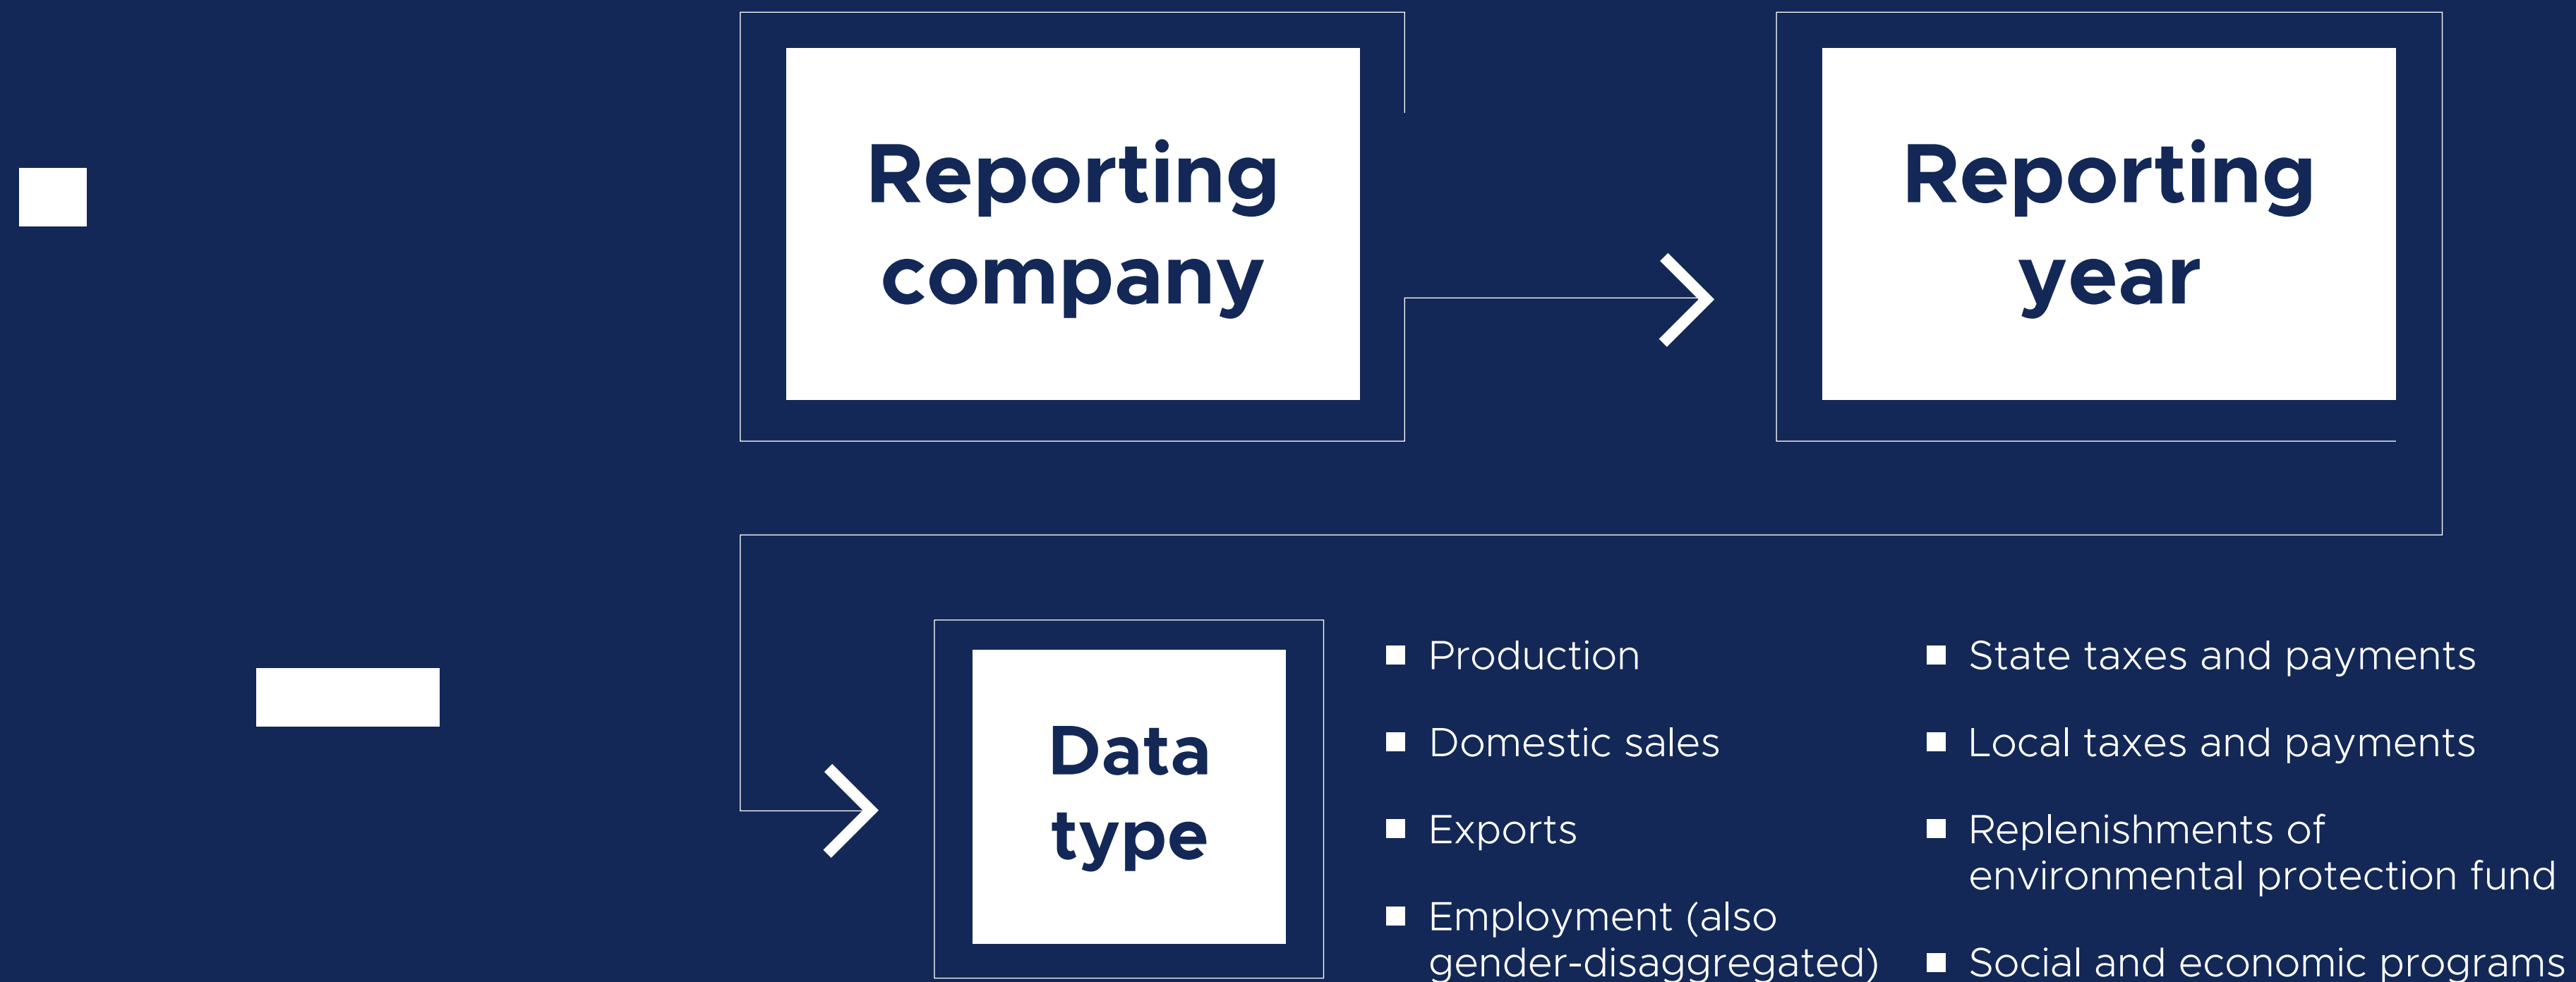 Reporting
company
Reporting
year
Data
type
Production
Domestic sales
Exports
Employment (also
gender-disaggregated)
State taxes and payments
Local taxes and payments
Replenishments of
environmental protection fund
Social and economic programs